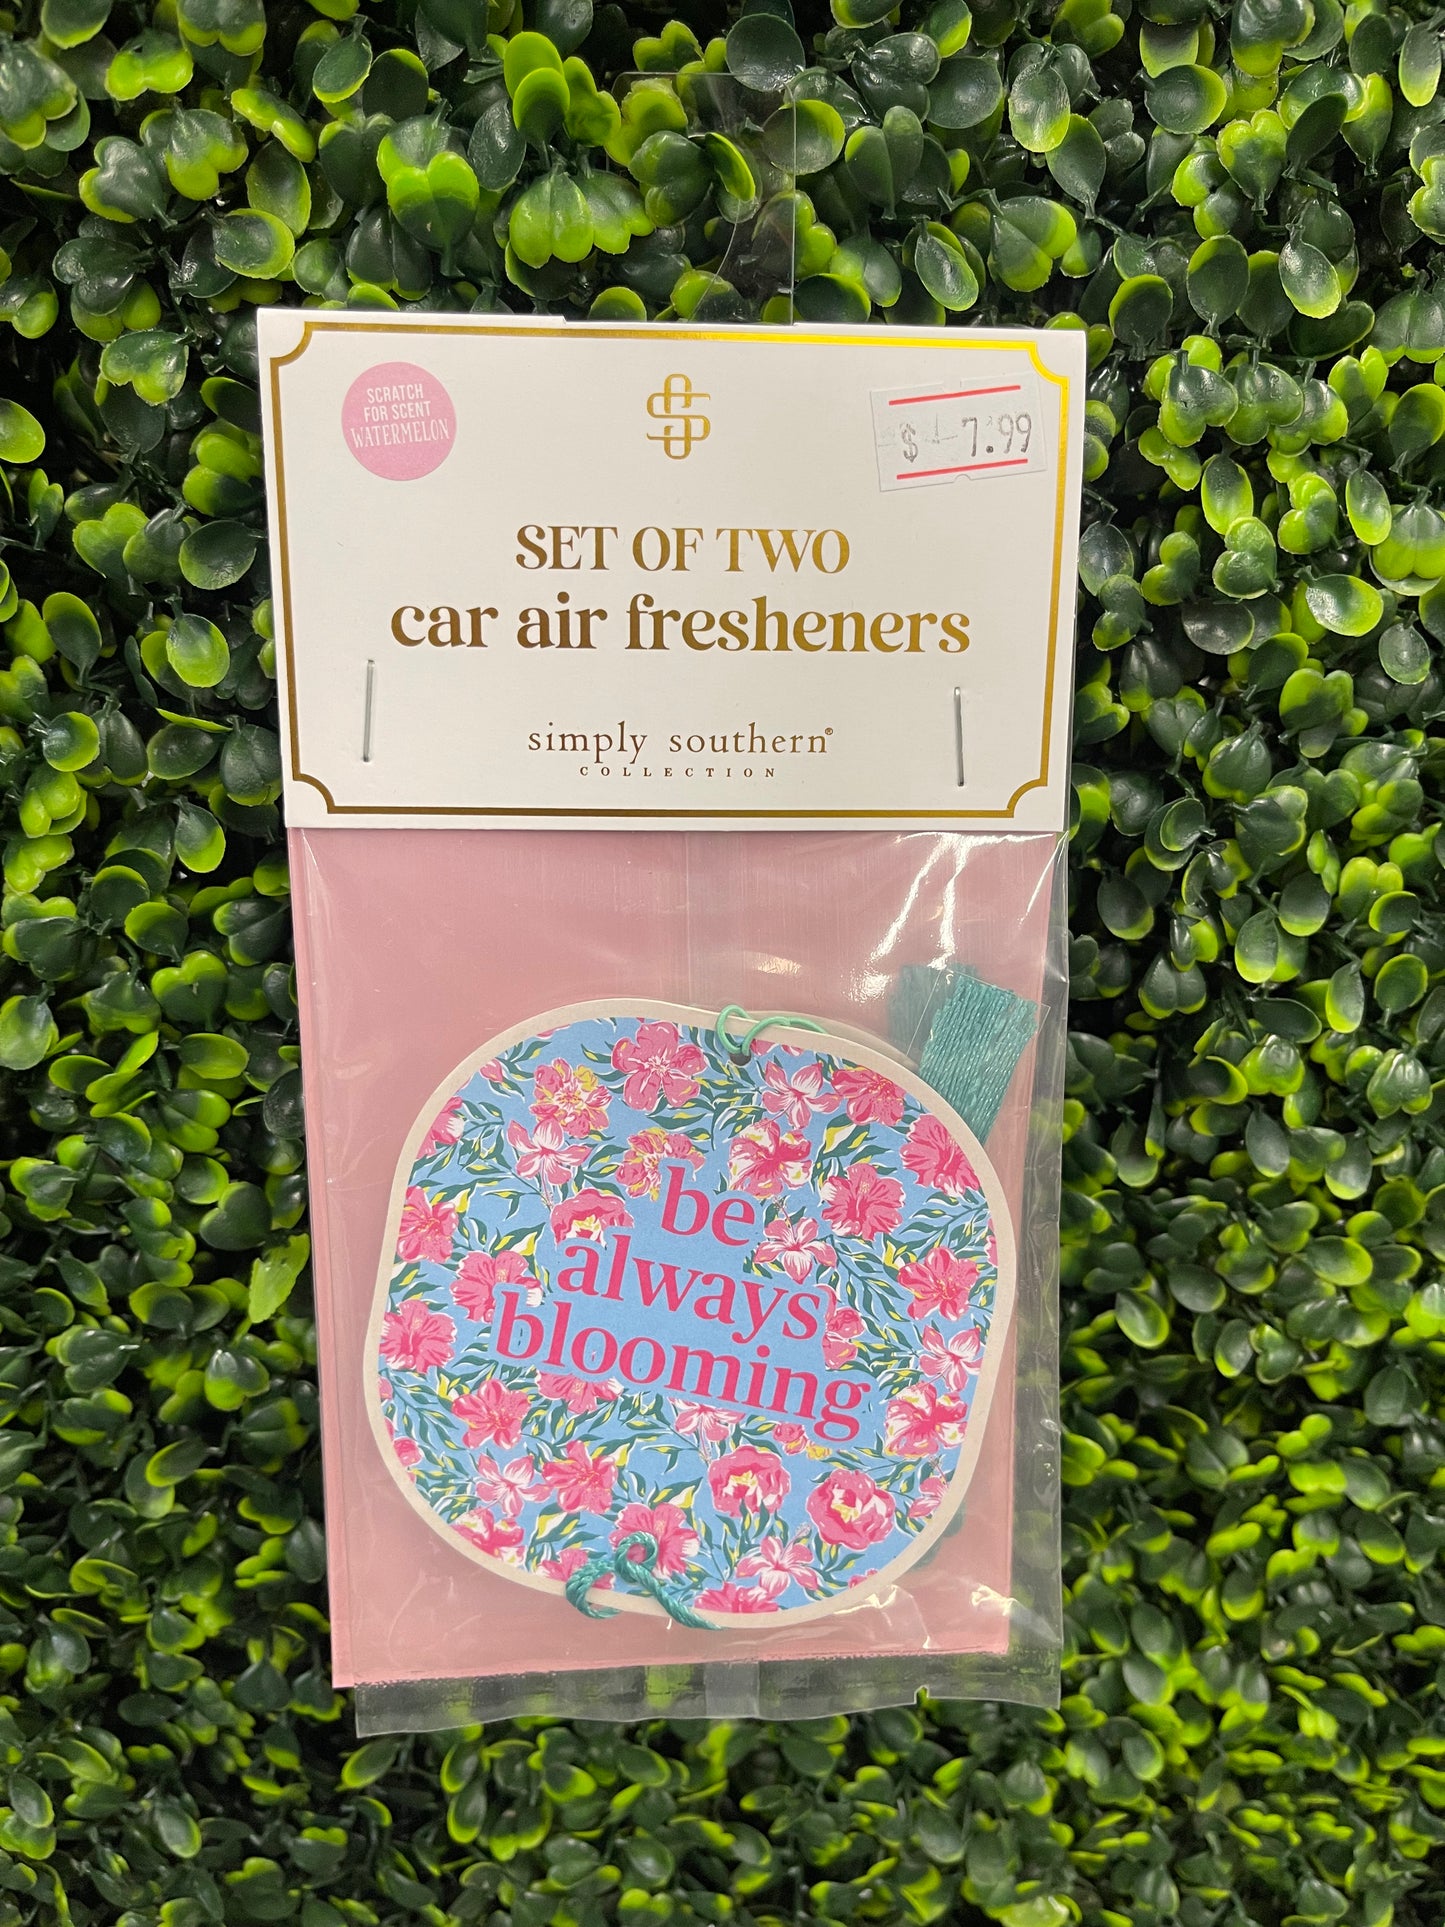 SCRATCH
FOR SCENT
WATERMELON
$ 7.99
SET OF TWO
car air fresheners
simply southern®
COLLECTION
be
always
blooming